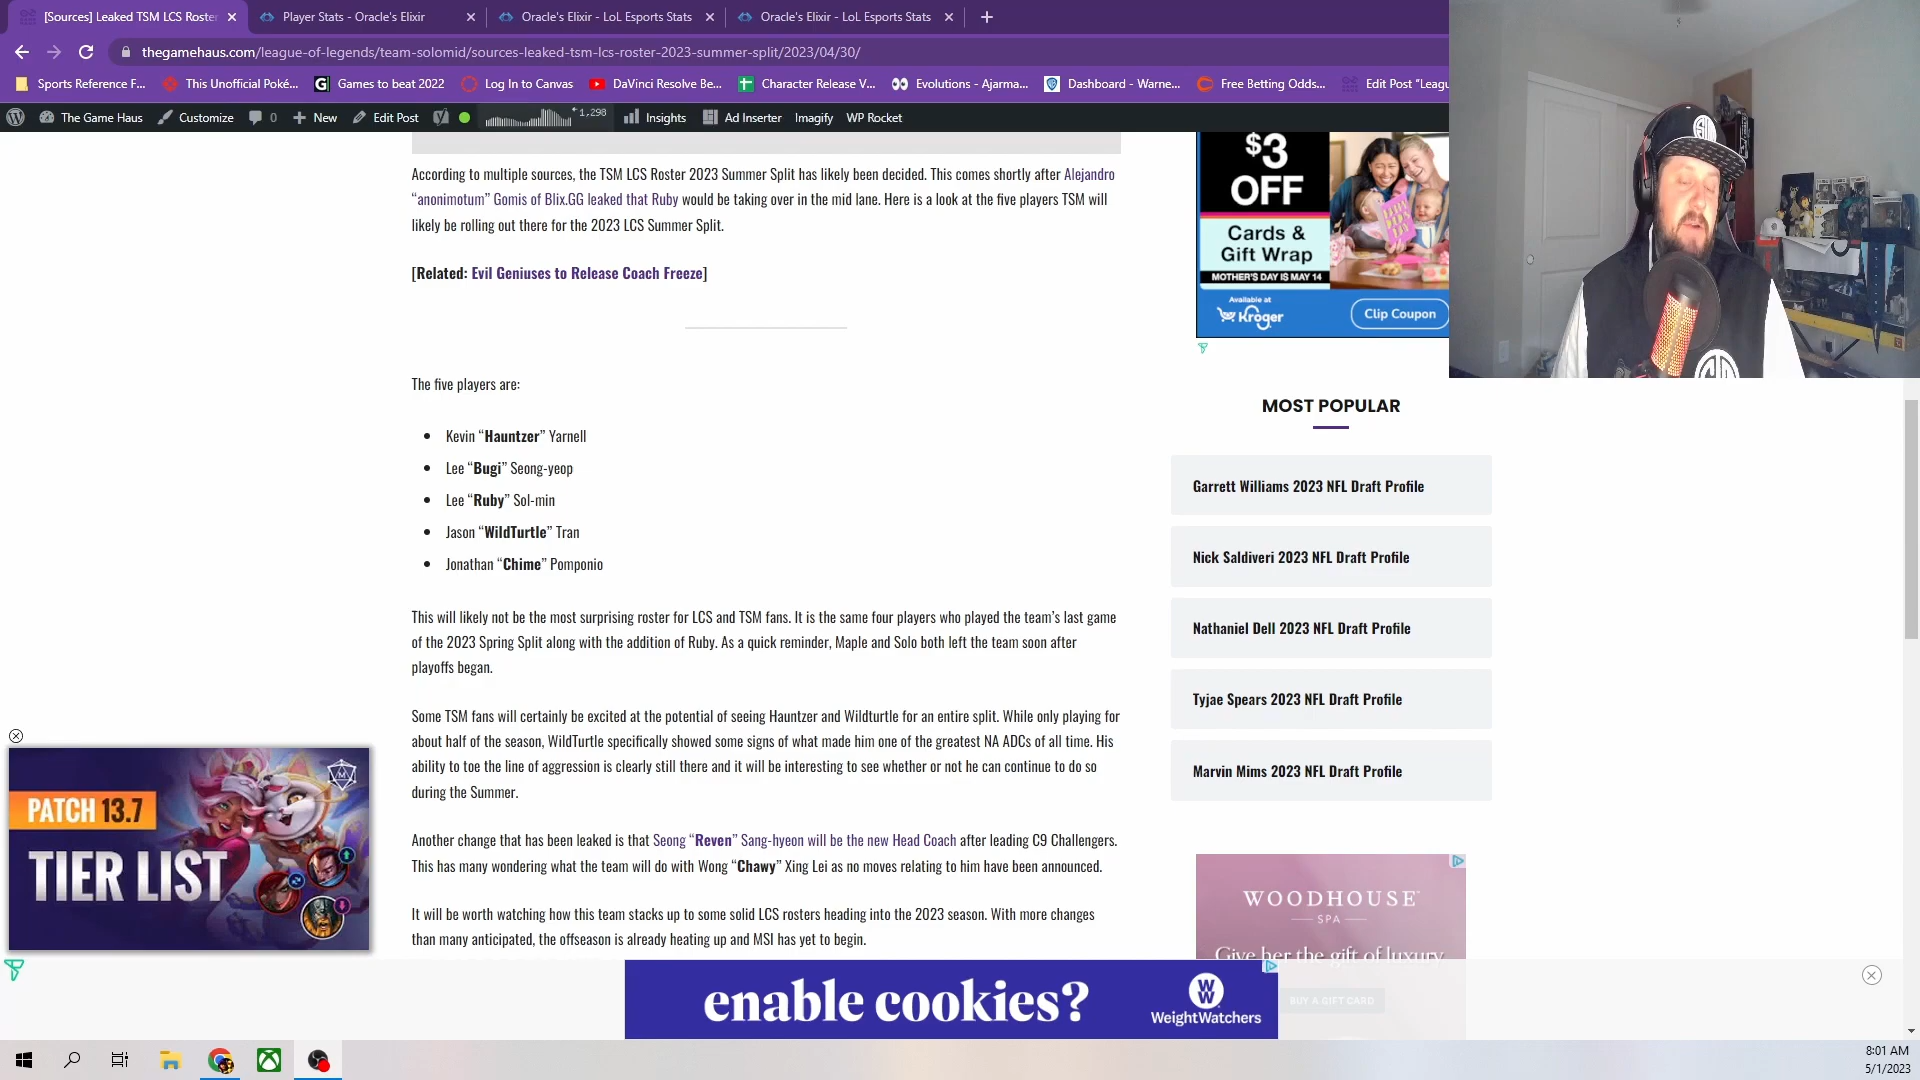 [Sources] Leaked TSM LCS Roster
Player Stats - Oracle's Elixir
Oracle's Elixir - LoL Esports Stats
Oracle's Elixir - LoL Esports Stats
thegamehaus.com/league-of-legends/team-solomid/sources-leaked-tsm-lcs-roster-2023-summer-split/2023/04/30/
Sports Reference F...
This Unofficial Poké...
Games to beat 2022
Log In to Canvas
DaVinci Resolve Be...
Character Release V...
Evolutions - Ajarma...
Dashboard - Warne...
Free Betting Odds...
Edit Post "Leagu
The Game Haus
Customize
0
New
Edit Post
1,298
Insights
Ad Inserter
Imagify
WP Rocket
According to multiple sources, the TSM LCS Roster 2023 Summer Split has likely been decided. This comes shortly after Alejandro
“anonimotum” Gomis of Blix.GG leaked that Ruby would be taking over in the mid lane. Here is a look at the five players TSM will
likely be rolling out there for the 2023 LCS Summer Split.
[Related: Evil Geniuses to Release Coach Freeze]
The five players are:
• Kevin “Hauntzer” Yarnell
• Lee “Bugi” Seong-yeop
• Lee “Ruby” Sol-min
• Jason “WildTurtle” Tran
• Jonathan “Chime” Pomponio
This will likely not be the most surprising roster for LCS and TSM fans. It is the same four players who played the team’s last game
of the 2023 Spring Split along with the addition of Ruby. As a quick reminder, Maple and Solo both left the team soon after
playoffs began.
Some TSM fans will certainly be excited at the potential of seeing Hauntzer and Wildturtle for an entire split. While only playing for
about half of the season, WildTurtle specifically showed some signs of what made him one of the greatest NA ADCs of all time. His
ability to toe the line of aggression is clearly still there and it will be interesting to see whether or not he can continue to do so
during the Summer.
Another change that has been leaked is that Seong “Reven” Sang-hyeon will be the new Head Coach after leading C9 Challengers.
This has many wondering what the team will do with Wong “Chawy” Xing Lei as no moves relating to him have been announced.
It will be worth watching how this team stacks up to some solid LCS rosters heading into the 2023 season. With more changes
than many anticipated, the offseason is already heating up and MSI has yet to begin.
$3
OFF
Cards &
Gift Wrap
MOTHER'S DAY IS MAY 14
Available at
Kroger
Clip Coupon
MOST POPULAR
Garrett Williams 2023 NFL Draft Profile
Nick Saldiveri 2023 NFL Draft Profile
Nathaniel Dell 2023 NFL Draft Profile
Tyjae Spears 2023 NFL Draft Profile
Marvin Mims 2023 NFL Draft Profile
WOODHOUSE
SPA
Give her the gift of luxury
BUY A GIFT CARD
PATCH 13.7
TIER LIST
M
enable cookies?
WW
WeightWatchers
8:01 AM
5/1/2023